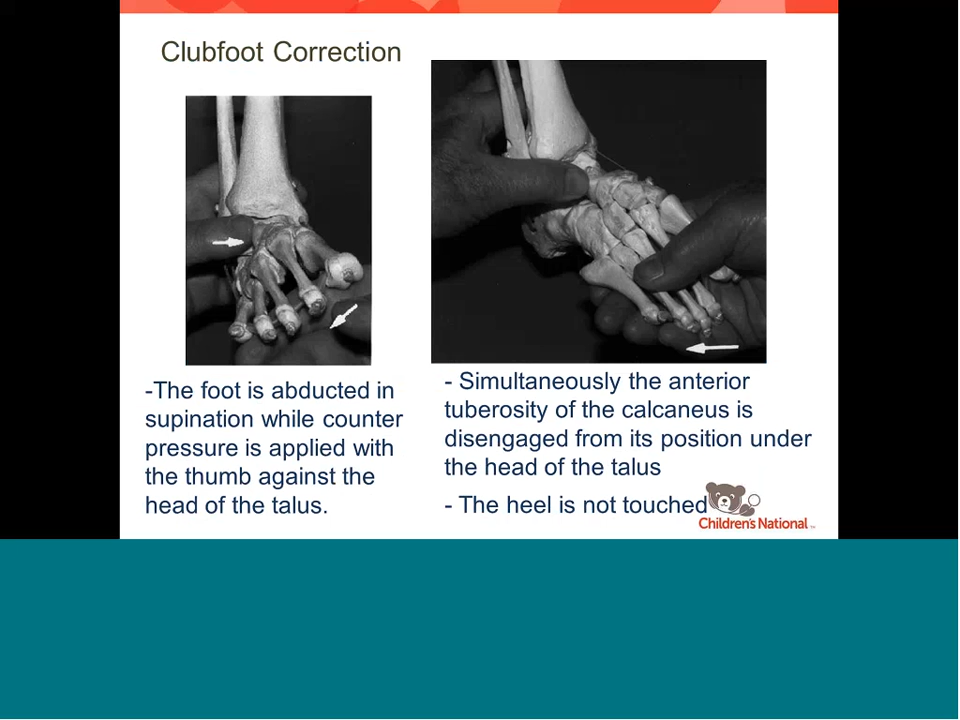 Clubfoot Correction
-The foot is abducted in
supination while counter
pressure is applied with
the thumb against the
head of the talus.
- Simultaneously the anterior
tuberosity of the calcaneus is
disengaged from its position under
the head of the talus
- The heel is not touched
Children's National ™